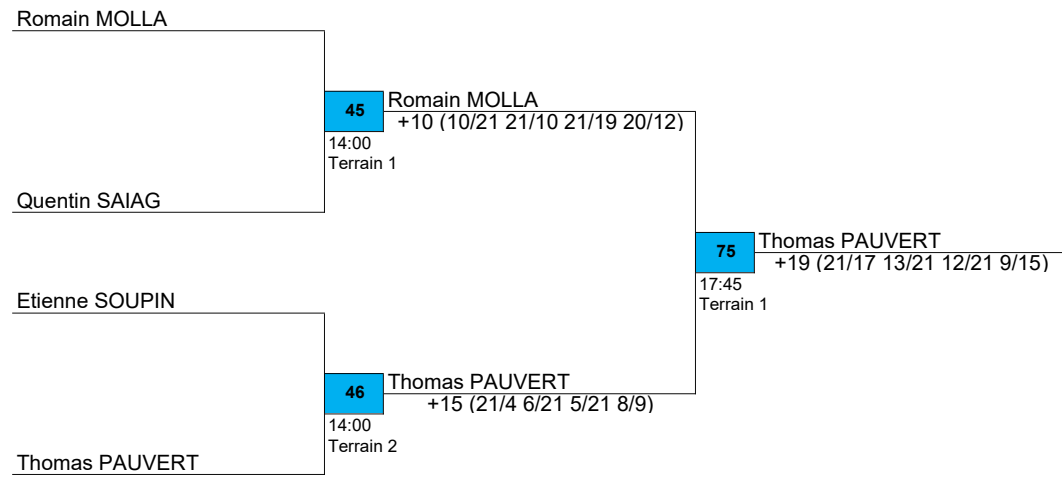 Romain MOLLA
45
Romain MOLLA
+10 (10/21 21/10 21/19 20/12)
14:00
Terrain 1
Quentin SAIAG
75
Thomas PAUVERT
+19 (21/17 13/21 12/21 9/15)
17:45
Terrain 1
Etienne SOUPIN
46
Thomas PAUVERT
+15 (21/4 6/21 5/21 8/9)
14:00
Terrain 2
Thomas PAUVERT